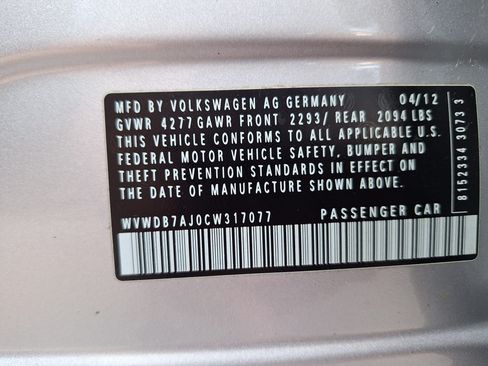 MFD BY VOLKSWAGEN AG GERMANY 04/12
GVWR 4277 GAWR FRONT 2293/ REAR 2094 LBS
THIS VEHICLE CONFORMS TO ALL APPLICABLE U.S.
FEDERAL MOTOR VEHICLE SAFETY, BUMPER AND
THEFT PREVENTION STANDARDS IN EFFECT ON
THE DATE OF MANUFACTURE SHOWN ABOVE.
WVWDB7AJ0CW317077 PASSENGER CAR
8152334 3073 3